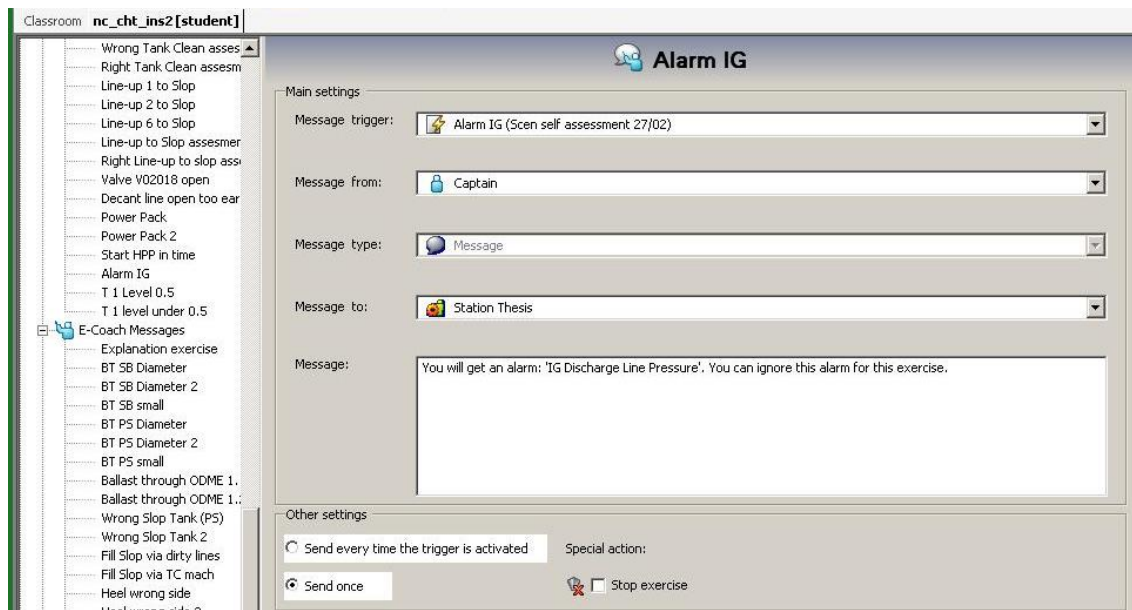 Classroom nc_cht_ins2[student]
Wrong Tank Clean asses
Right Tank Clean assesm
Line-up 1 to Slop
Line-up 2 to Slop
Line-up 6 to Slop
Line-up to Slop assesmer
Right Line-up to slop asse
Valve V02018 open
Decant line open too ear
Power Pack
Power Pack 2
Start HPP in time
Alarm IG
T 1 Level 0.5
T 1 level under 0.5
E-Coach Messages
Explanation exercise
BT SB Diameter
BT SB Diameter 2
BT SB small
BT PS Diameter
BT PS Diameter 2
BT PS small
Ballast through ODME 1.
Ballast through ODME 1.2
Wrong Slop Tank (PS)
Wrong Slop Tank 2
Fill Slop via dirty lines
Fill Slop via TC mach
Heel wrong side
Heel wrong side 2
Alarm IG
Main settings
Message trigger: Alarm IG (Scen self assessment 27/02)
Message from: Captain
Message type: Message
Message to: Station Thesis
Message: You will get an alarm: 'IG Discharge Line Pressure'. You can ignore this alarm for this exercise.
Other settings
Send every time the trigger is activated Special action:
Send once Stop exercise